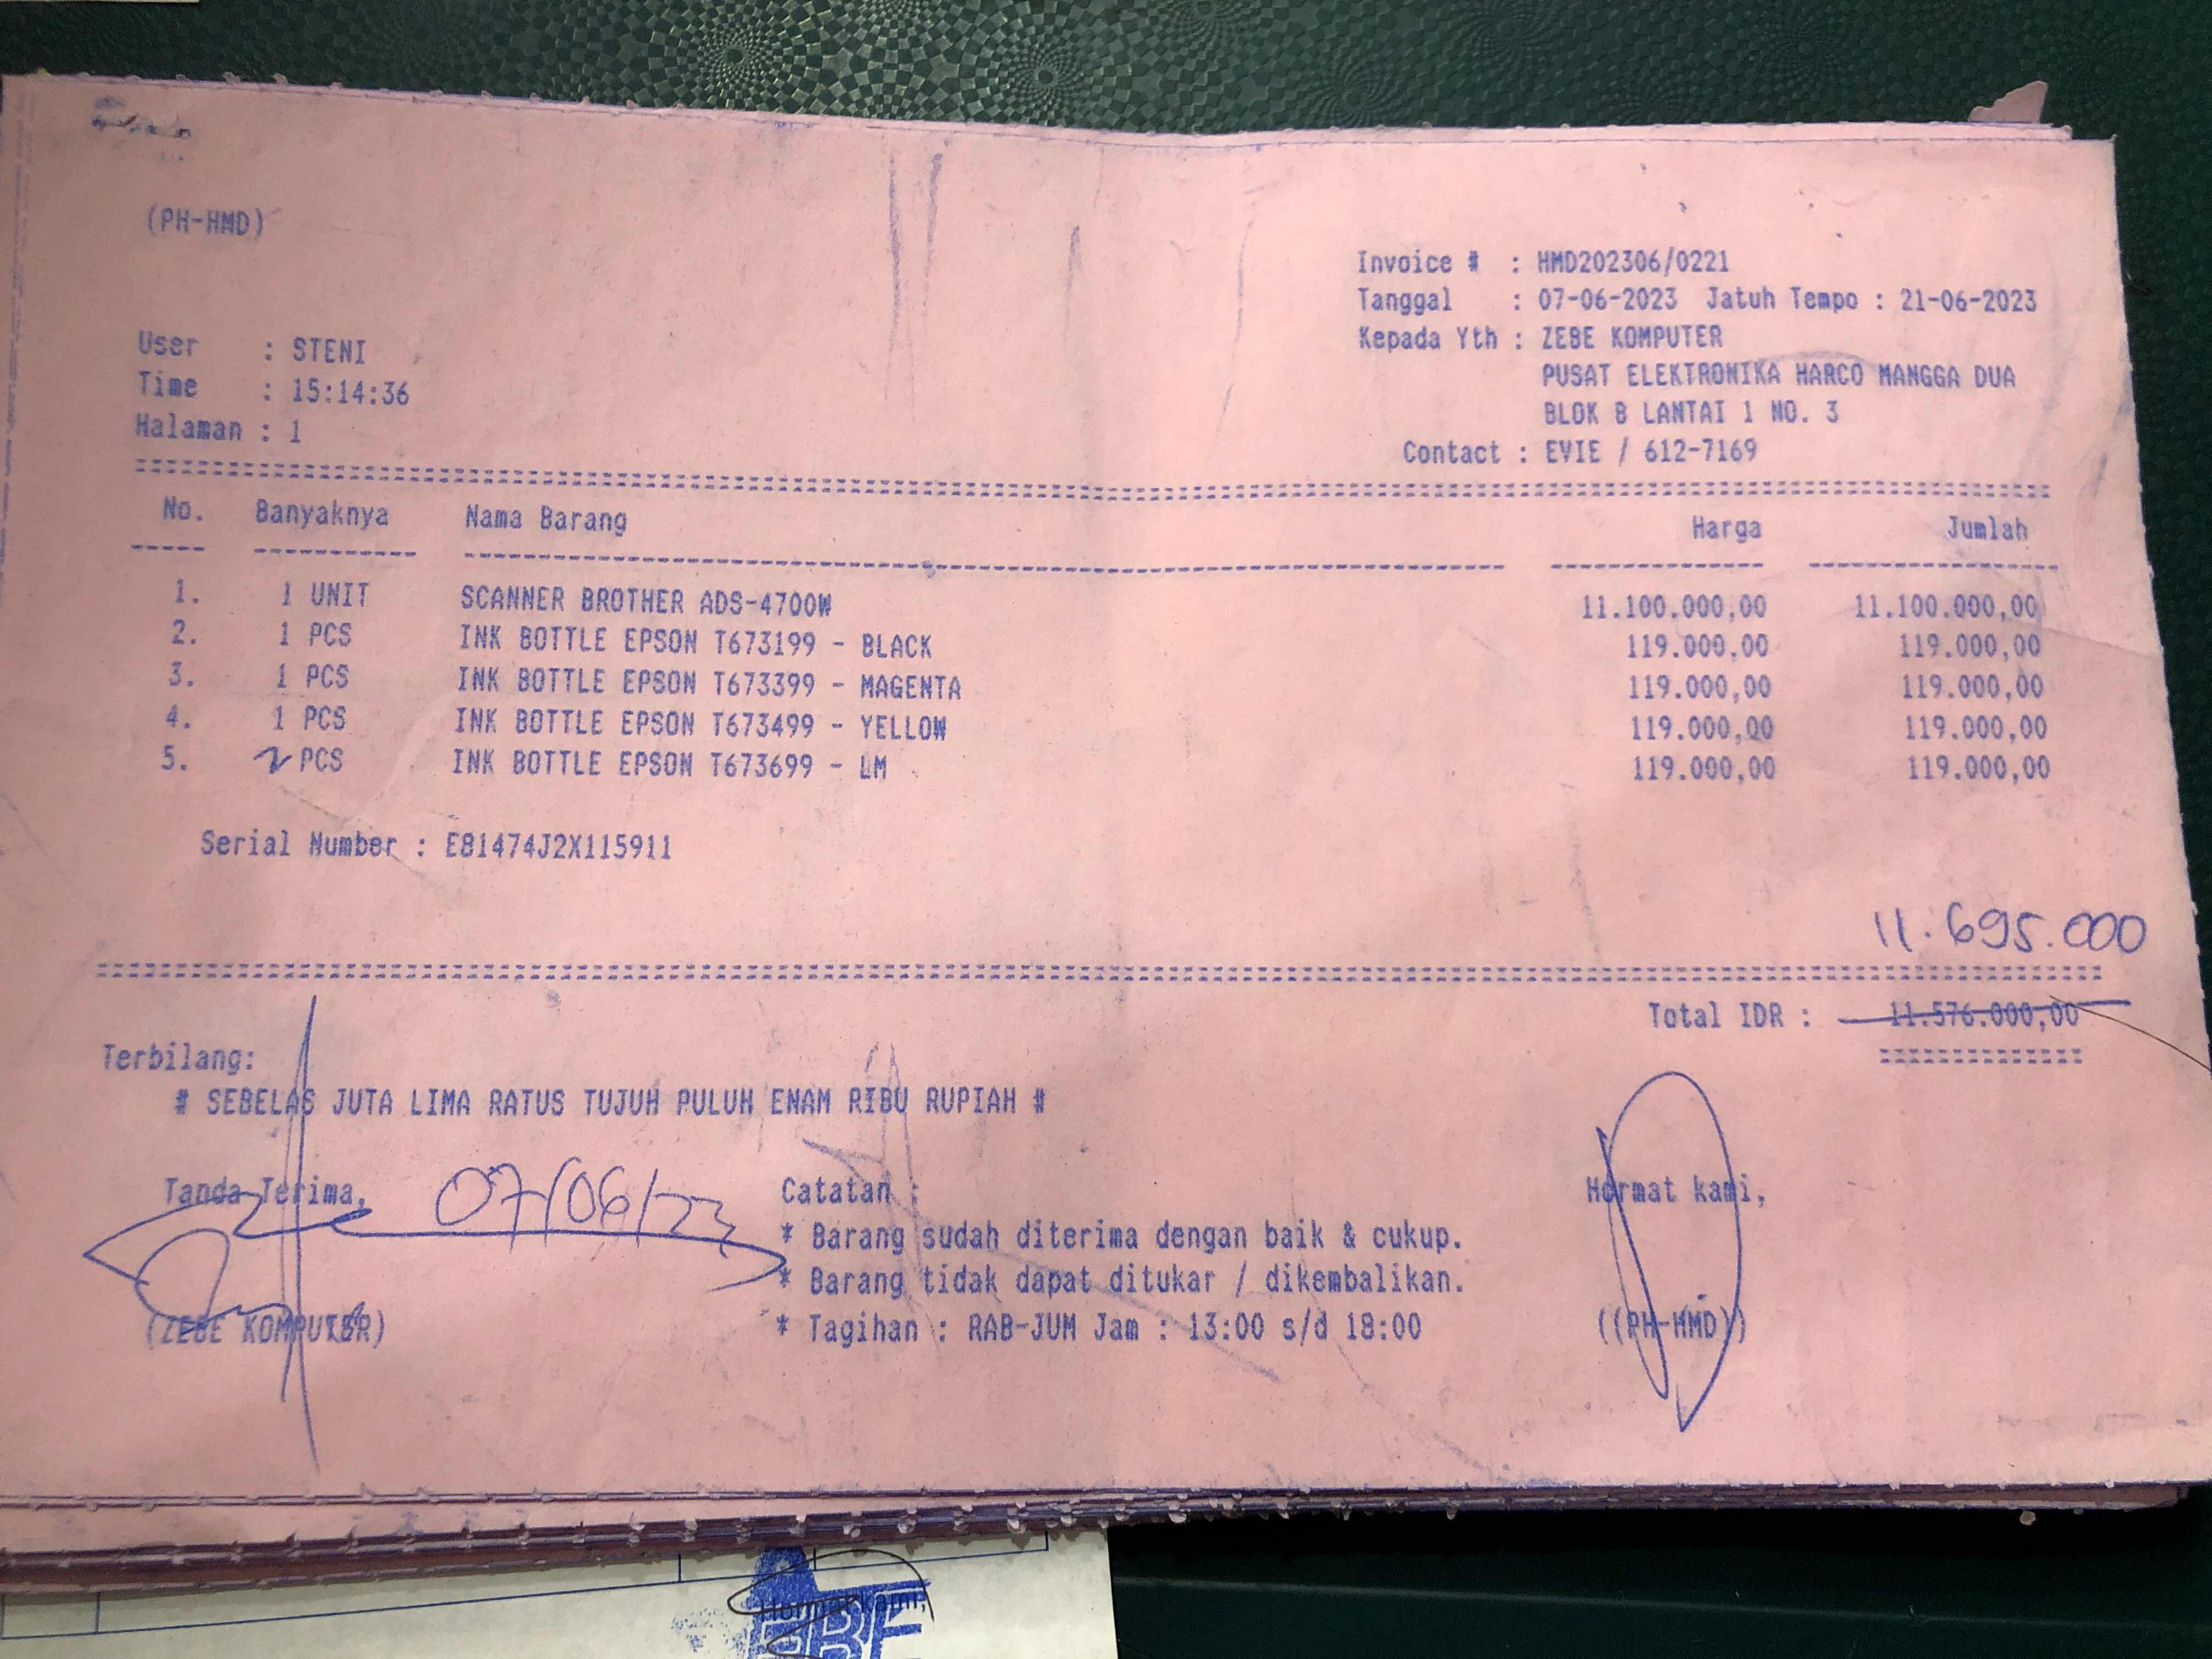 (PH-HMD)
Invoice # : HMD202306/0221
Tanggal : 07-06-2023 Jatuh Tempo : 21-06-2023
Kepada Yth : ZEBE KOMPUTER
PUSAT ELEKTRONIKA HARCO MANGGA DUA
BLOK B LANTAI 1 NO. 3
Contact : EVIE / 612-7169
User : STENI
Time : 15:14:36
Halaman : 1
No. Banyaknya Nama Barang Harga Jumlah
1. 1 UNIT SCANNER BROTHER ADS-4700W 11.100.000,00 11.100.000,00
2. 1 PCS INK BOTTLE EPSON T673199 - BLACK 119.000,00 119.000,00
3. 1 PCS INK BOTTLE EPSON T673399 - MAGENTA 119.000,00 119.000,00
4. 1 PCS INK BOTTLE EPSON T673499 - YELLOW 119.000,00 119.000,00
5. 2 PCS INK BOTTLE EPSON T673699 - LM 119.000,00 119.000,00
Serial Number : E81474J2X115911
11.695.000
Total IDR : 11.576.000,00
Terbilang:
# SEBELAS JUTA LIMA RATUS TUJUH PULUH ENAM RIBU RUPIAH #
Tanda Terima, 07/06/23
(ZEBE KOMPUTER)
Catatan :
* Barang sudah diterima dengan baik & cukup.
* Barang tidak dapat ditukar / dikembalikan.
* Tagihan : RAB-JUM Jam : 13:00 s/d 18:00
Hormat kami,
((PH-HMD))
Hormat kami,